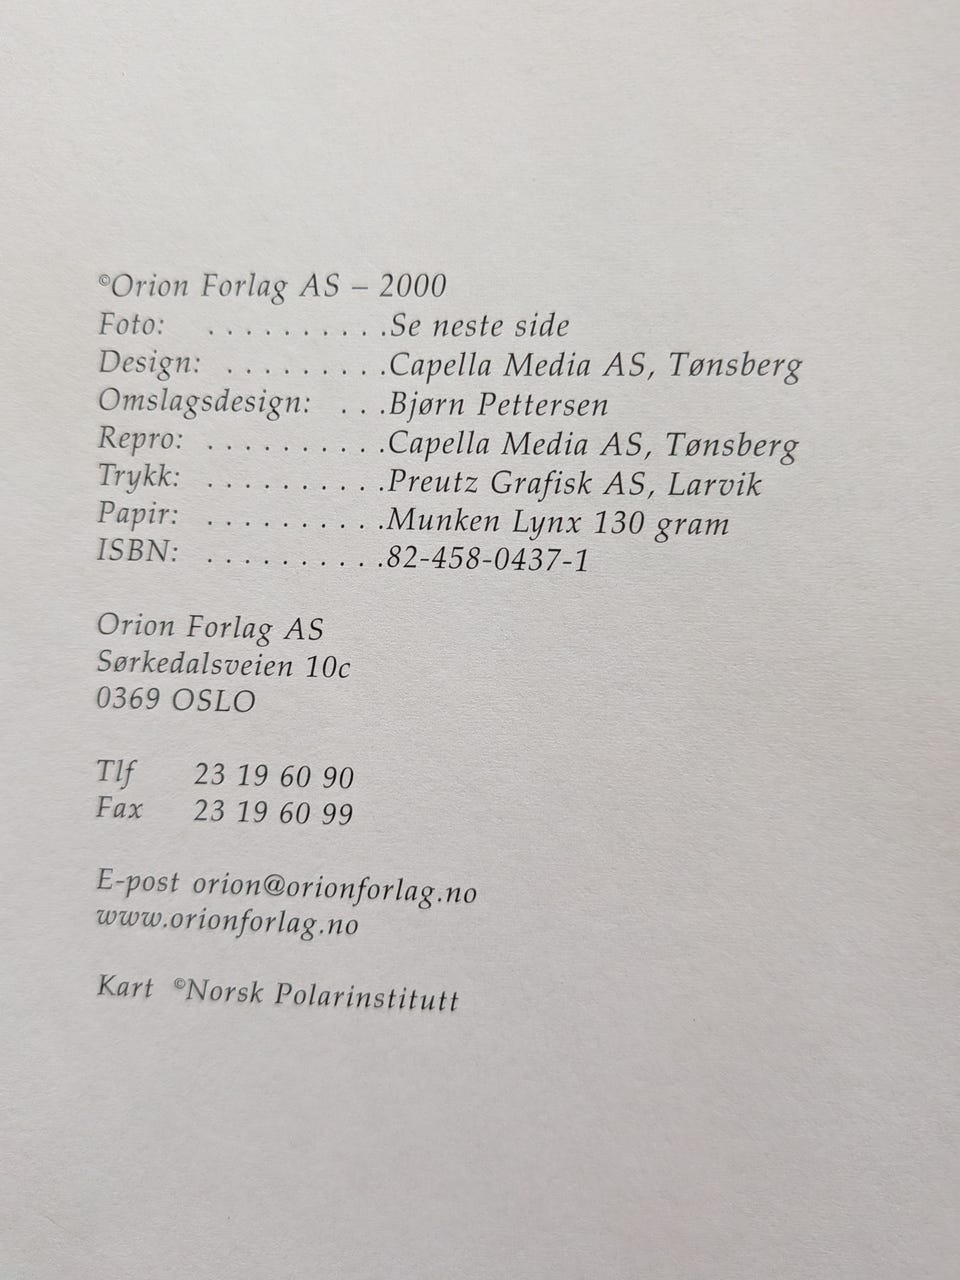 ©Orion Forlag AS – 2000
Foto: . . . . . . . . . .Se neste side
Design: . . . . . . . . .Capella Media AS, Tønsberg
Omslagsdesign: . . .Bjørn Pettersen
Repro: . . . . . . . . . .Capella Media AS, Tønsberg
Trykk: . . . . . . . . . .Preutz Grafisk AS, Larvik
Papir: . . . . . . . . . .Munken Lynx 130 gram
ISBN: . . . . . . . . . .82-458-0437-1
Orion Forlag AS
Sørkedalsveien 10c
0369 OSLO
Tlf 23 19 60 90
Fax 23 19 60 99
E-post orion@orionforlag.no
www.orionforlag.no
Kart ©Norsk Polarinstitutt